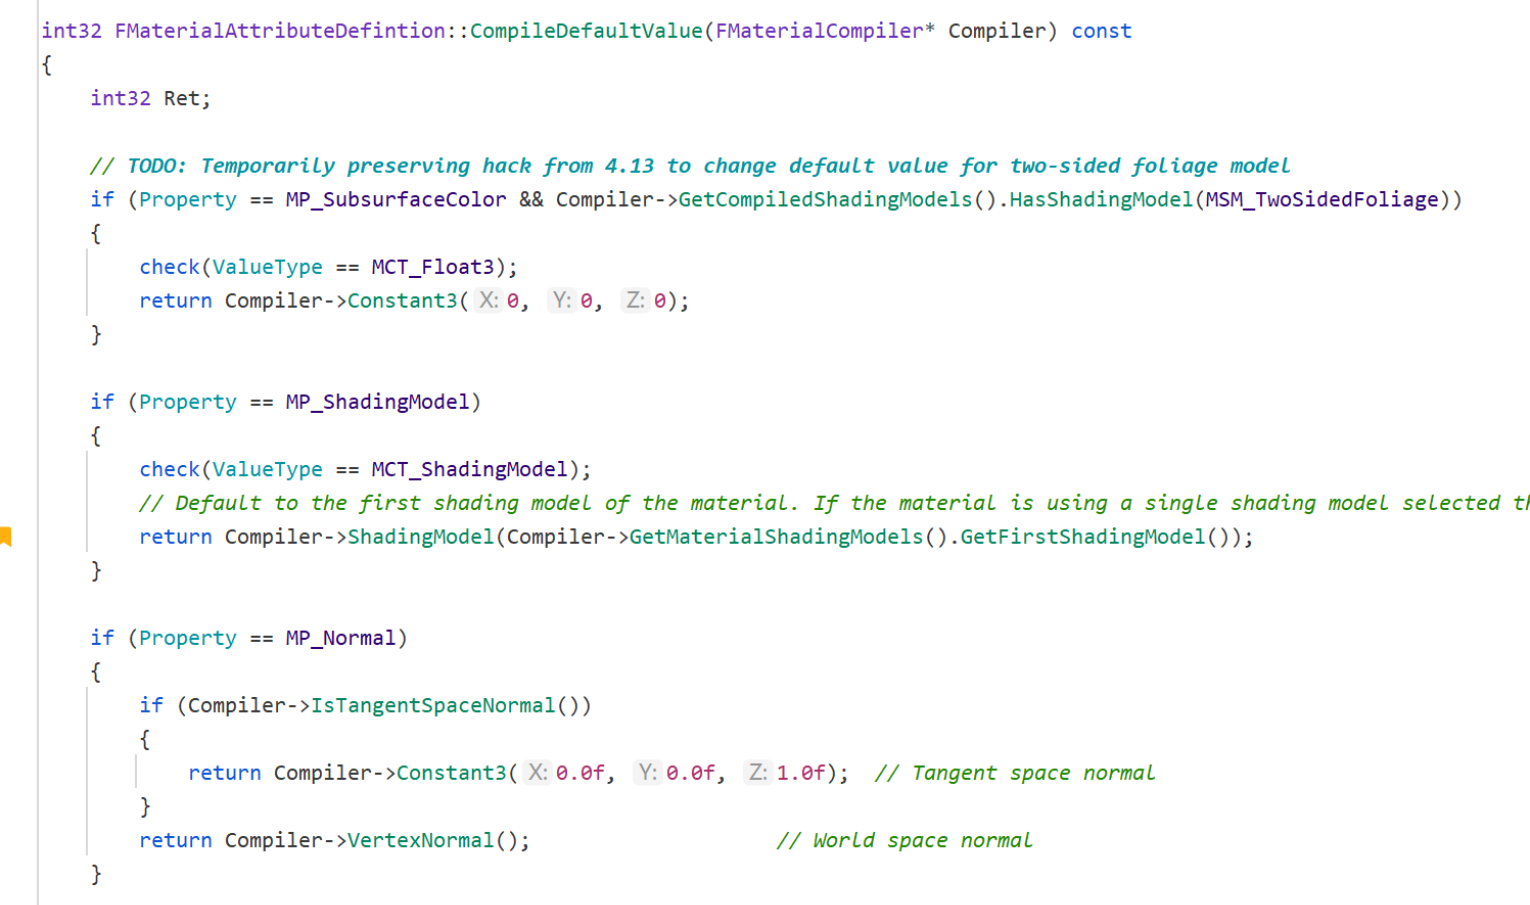 int32 FMaterialAttributeDefintion::CompileDefaultValue(FMaterialCompiler* Compiler) const
{
int32 Ret;
// TODO: Temporarily preserving hack from 4.13 to change default value for two-sided foliage model
if (Property == MP_SubsurfaceColor && Compiler->GetCompiledShadingModels().HasShadingModel(MSM_TwoSidedFoliage))
{
check(ValueType == MCT_Float3);
return Compiler->Constant3( X: 0, Y: 0, Z: 0);
}
if (Property == MP_ShadingModel)
{
check(ValueType == MCT_ShadingModel);
// Default to the first shading model of the material. If the material is using a single shading model selected
return Compiler->ShadingModel(Compiler->GetMaterialShadingModels().GetFirstShadingModel());
}
if (Property == MP_Normal)
{
if (Compiler->IsTangentSpaceNormal())
{
return Compiler->Constant3( X: 0.0f, Y: 0.0f, Z: 1.0f); // Tangent space normal
}
return Compiler->VertexNormal(); // World space normal
}